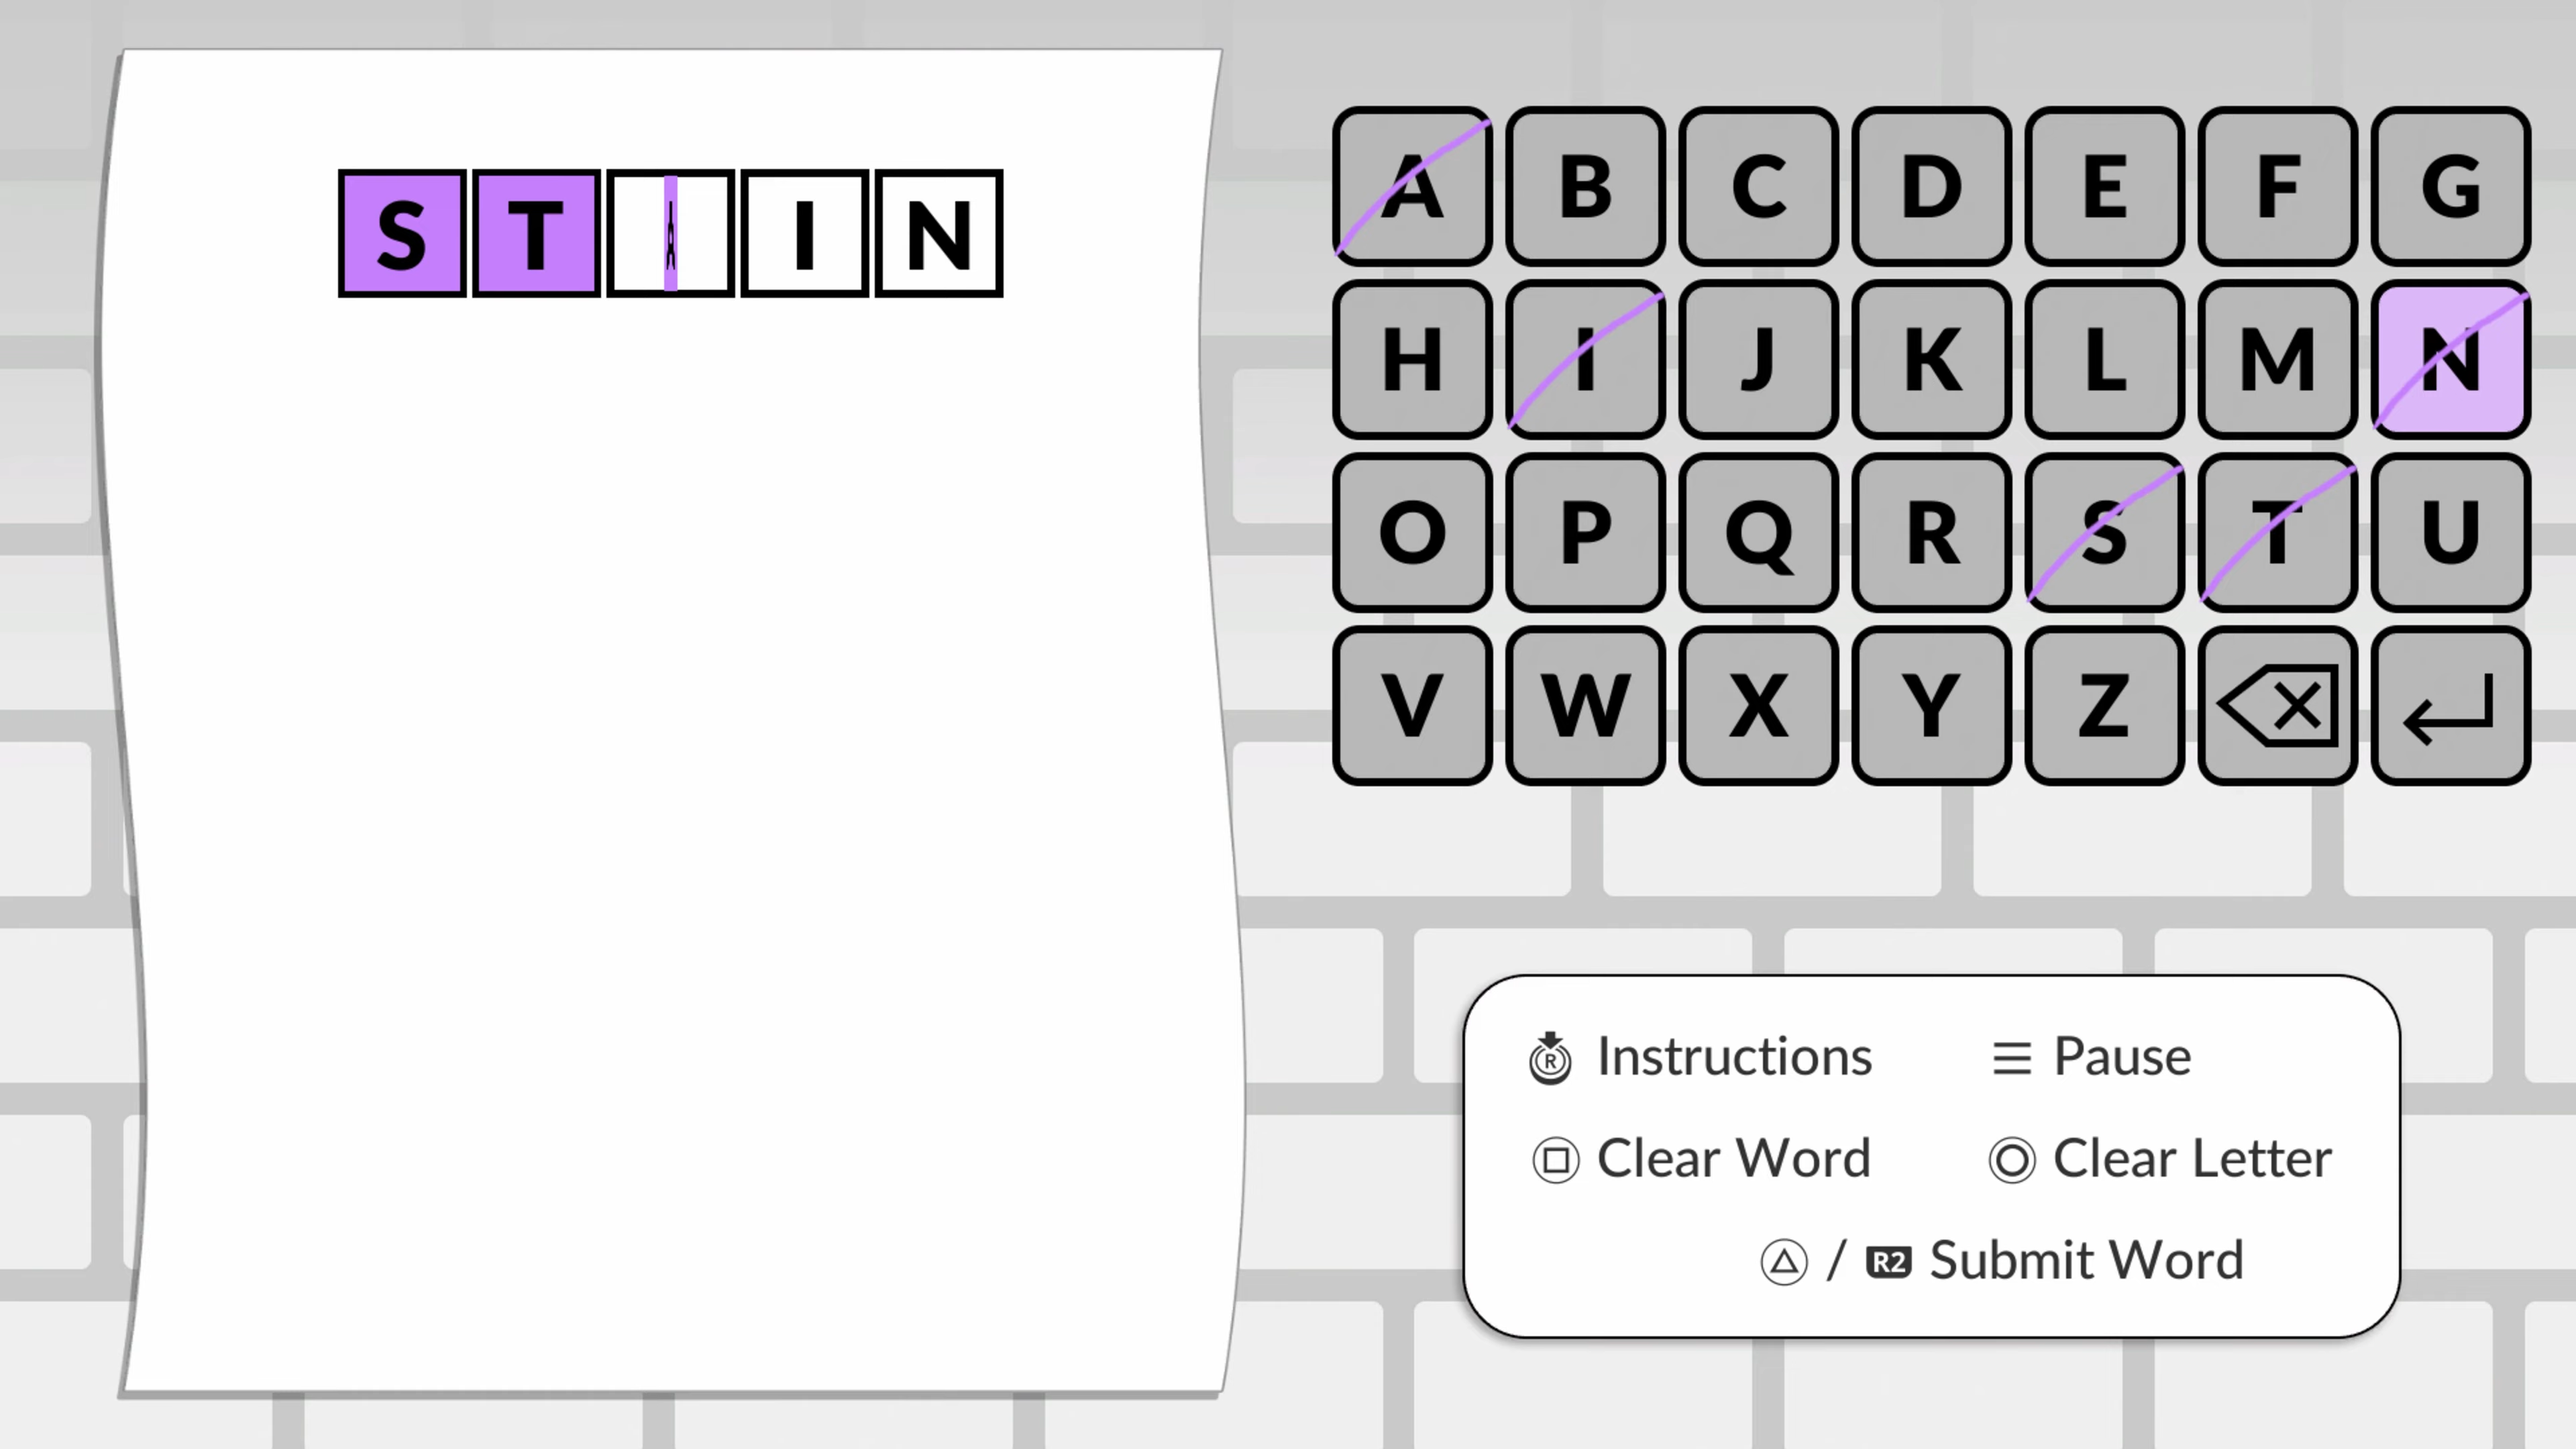 S T A I N
A B C D E F G
H I J K L M N
O P Q R S T U
V W X Y Z
R Instructions
Pause
Clear Word
Clear Letter
/ R2 Submit Word